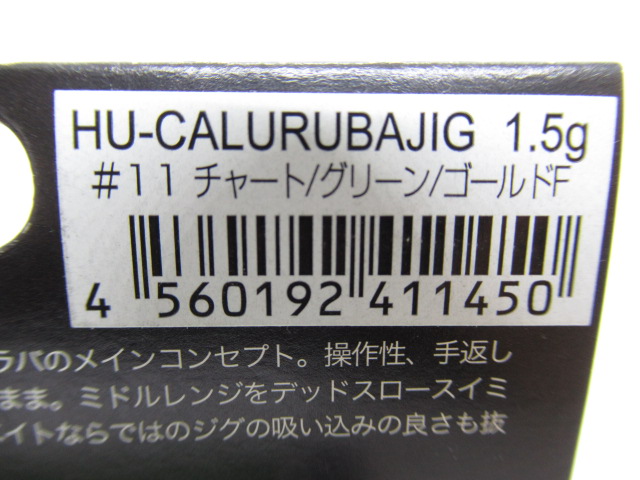 HU-CALURUBAJIG 1.5g
#11 チャート/グリーン/ゴールドF
4 560192 411450
ラバのメインコンセプト。操作性、手返し
まま。ミドルレンジをデッドスロースイミ
エイトならではのジグの吸い込みの良さも抜